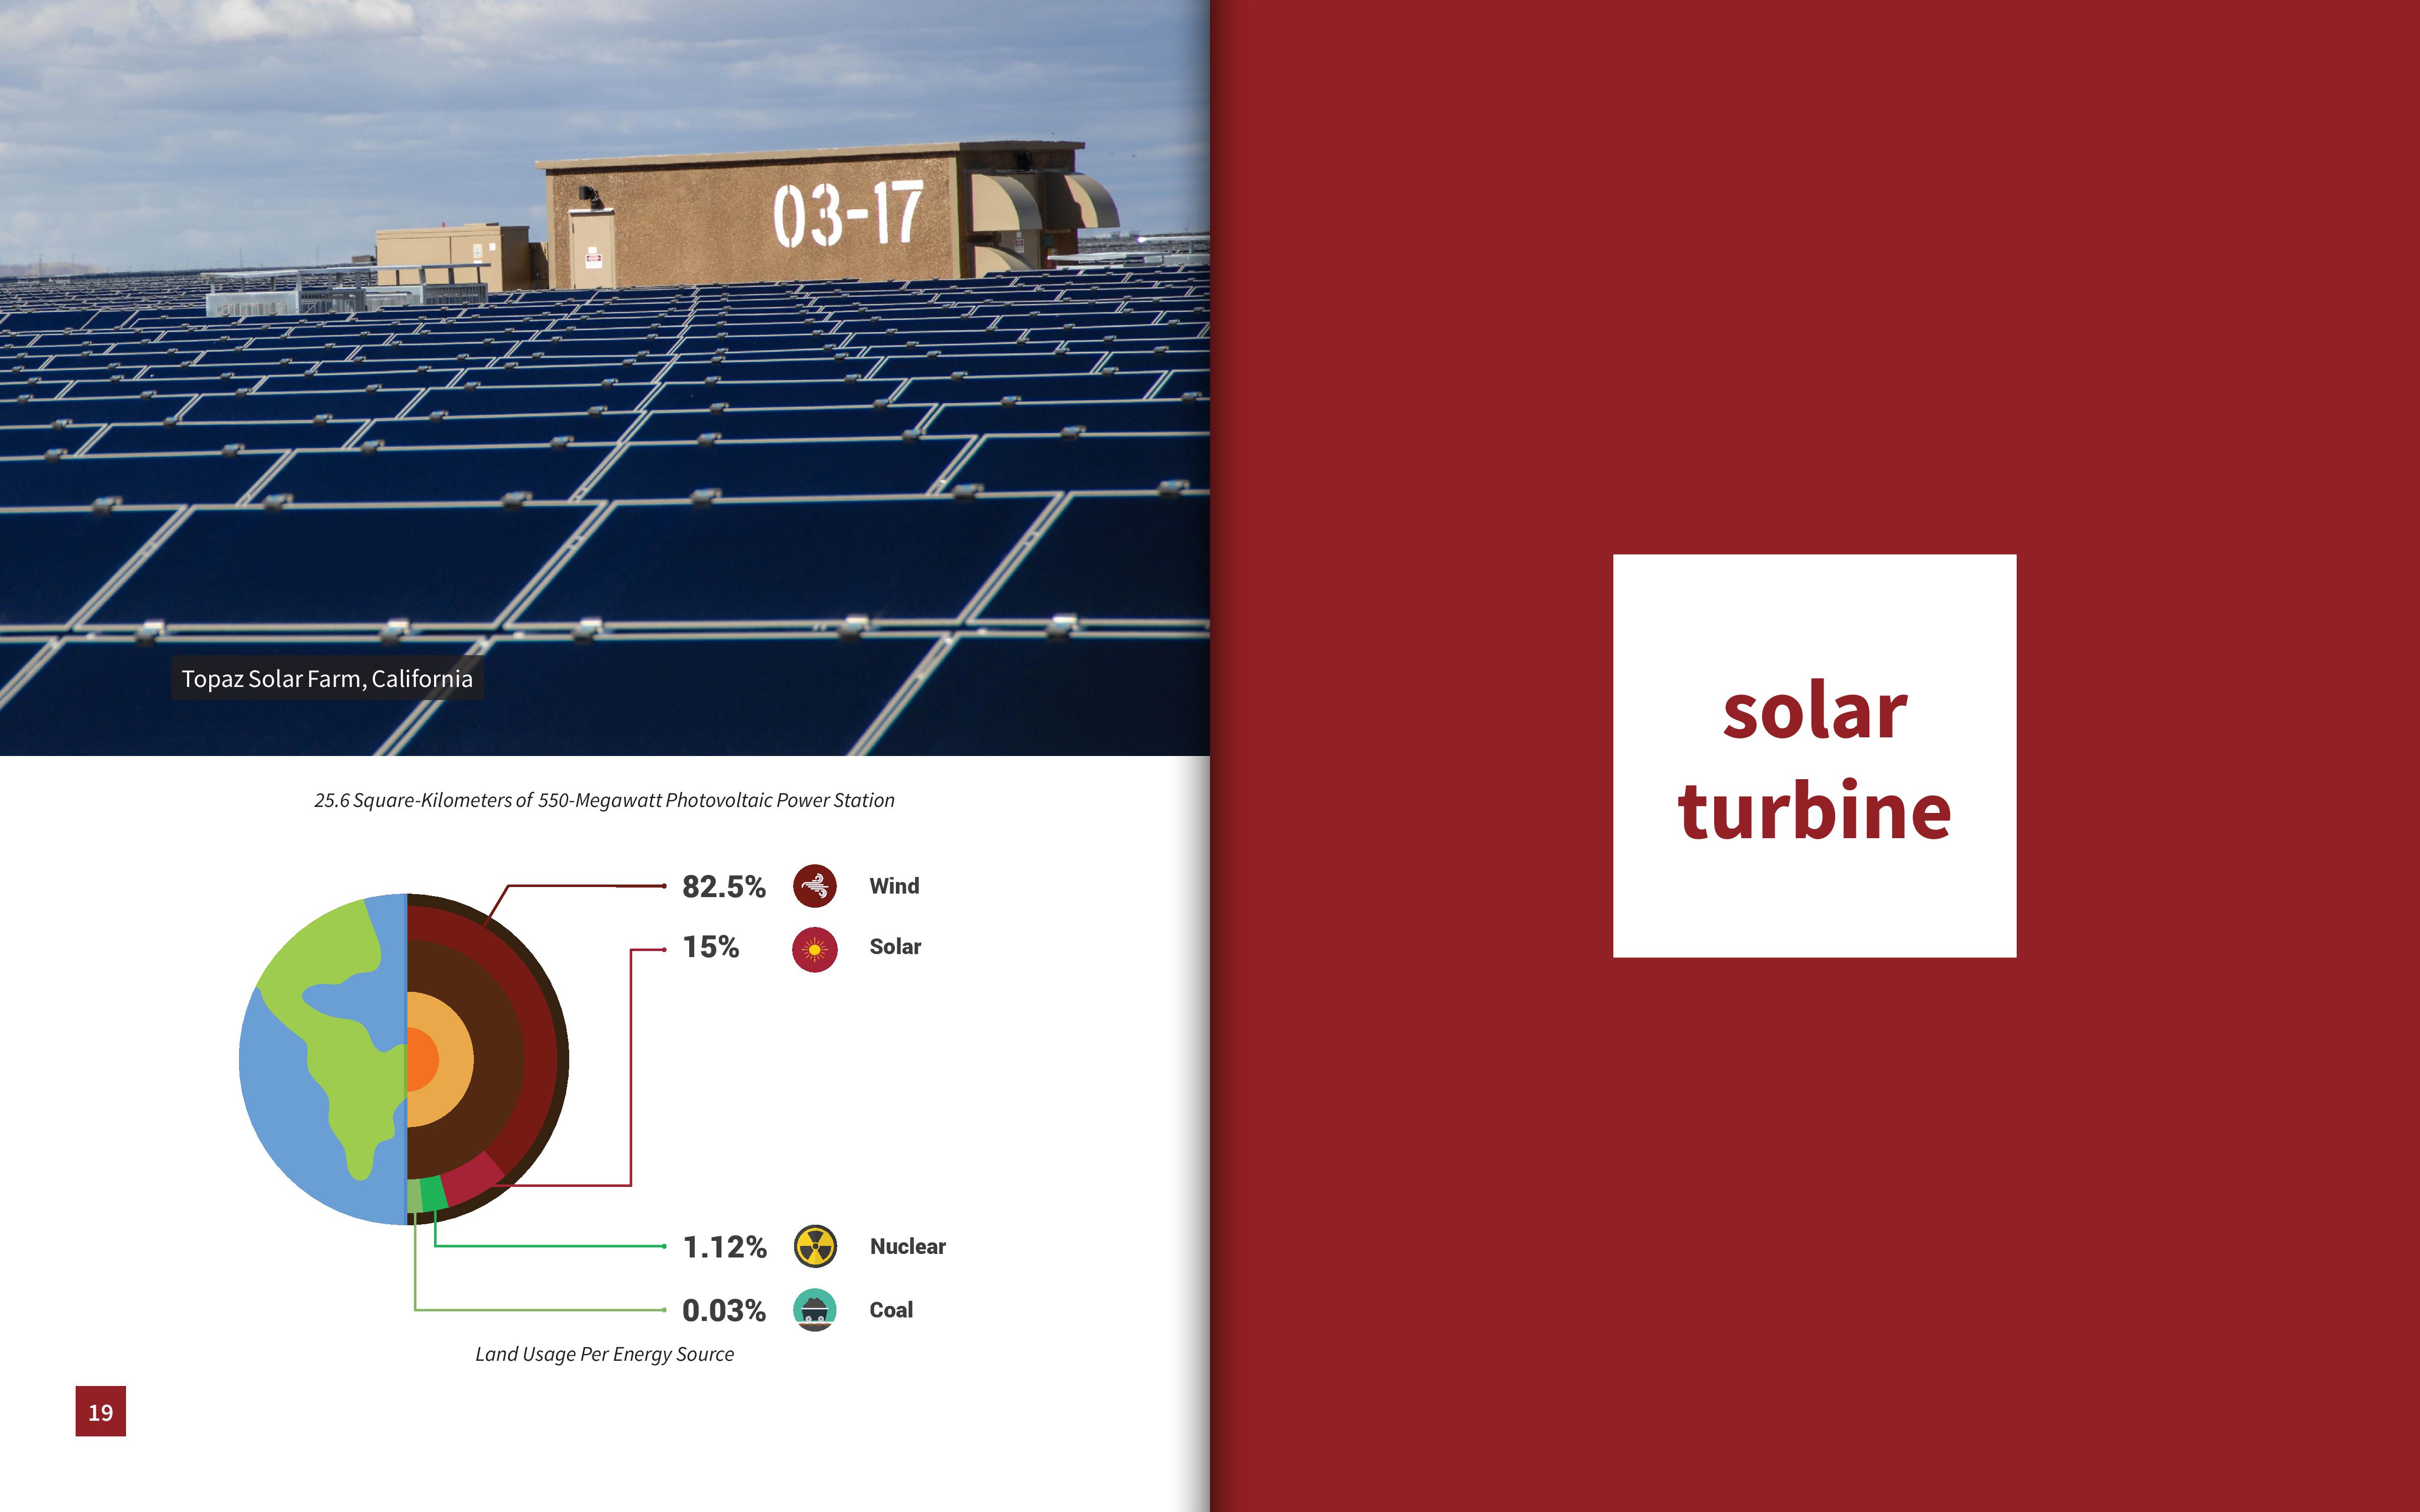 03-17
Topaz Solar Farm, California
25.6 Square-Kilometers of 550-Megawatt Photovoltaic Power Station
82.5% Wind
15% Solar
1.12% Nuclear
0.03% Coal
Land Usage Per Energy Source
19
solar
turbine